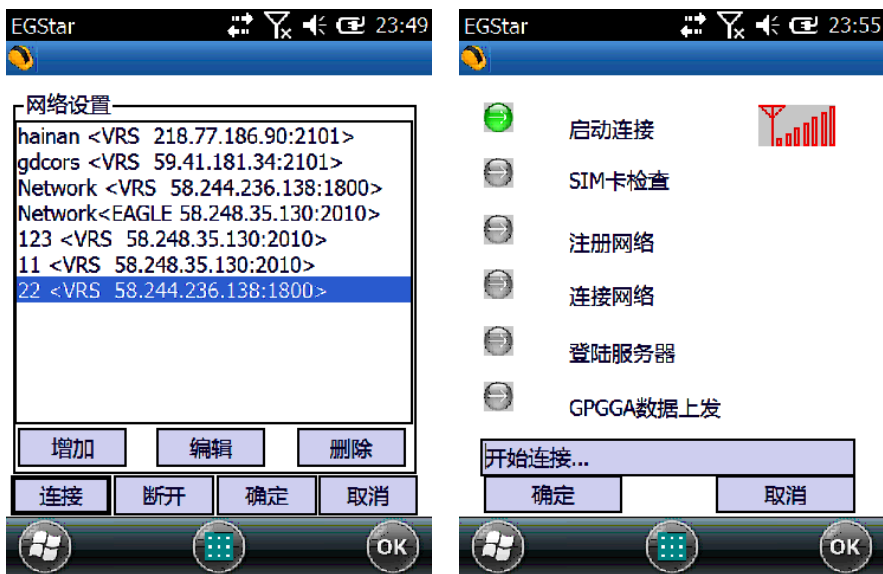 EGStar 23:49
网络设置
hainan <VRS 218.77.186.90:2101>
gdcors <VRS 59.41.181.34:2101>
Network <VRS 58.244.236.138:1800>
Network<EAGLE 58.248.35.130:2010>
123 <VRS 58.248.35.130:2010>
11 <VRS 58.248.35.130:2010>
22 <VRS 58.244.236.138:1800>
增加 编辑 删除
连接 断开 确定 取消
OK
EGStar 23:55
启动连接
SIM卡检查
注册网络
连接网络
登陆服务器
GPGGA数据上发
开始连接...
确定 取消
OK